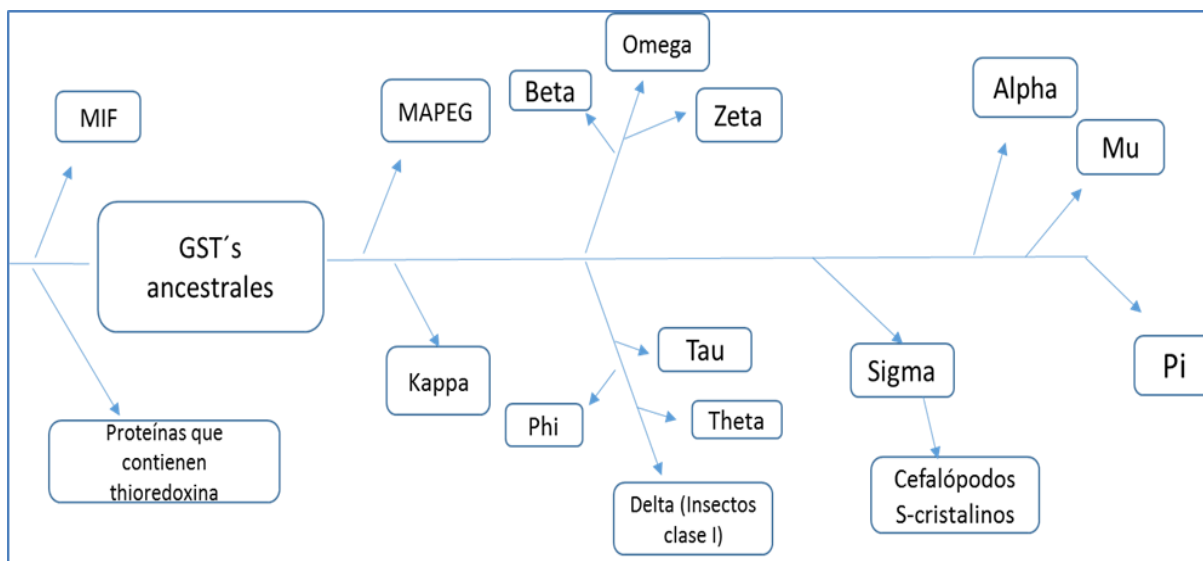 Omega
Beta
Zeta
MIF
MAPEG
Alpha
Mu
GST´s
ancestrales
Kappa
Tau
Phi
Theta
Sigma
Pi
Proteínas que
contienen
thioredoxina
Delta (Insectos
clase I)
Cefalópodos
S-cristalinos